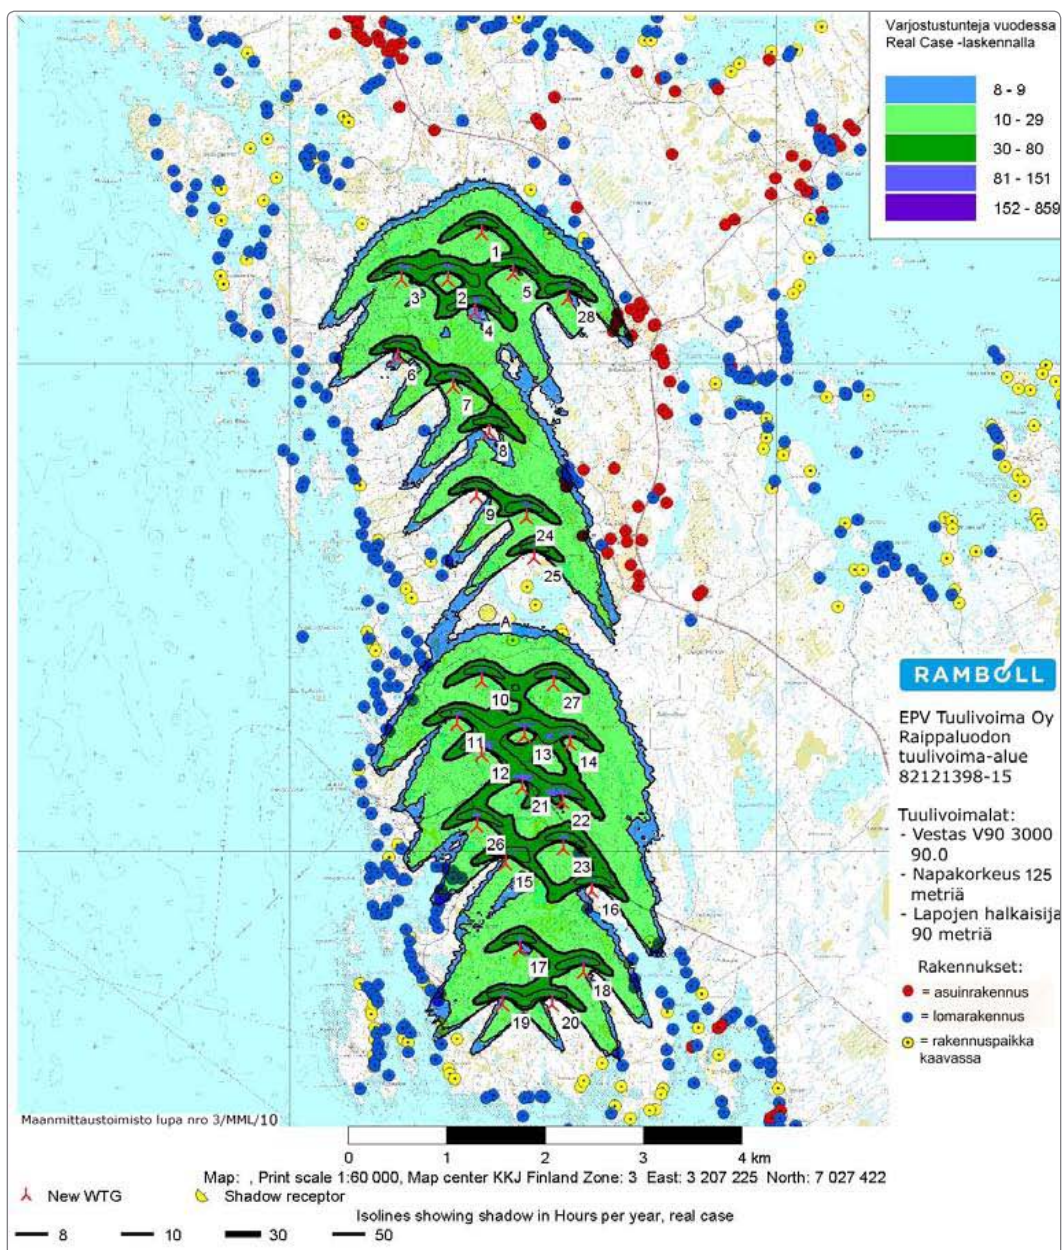 Varjostustunteja vuodessa
Real Case -laskennalla
8 - 9
10 - 29
30 - 80
81 - 151
152 - 859
1
2
3
4
5
28
6
7
8
9
24
25
A
10
27
11
12
13
14
21
22
26
23
15
16
17
18
19
20
RAMBOLL
EPV Tuulivoima Oy
Raippaluodon
tuulivoima-alue
82121398-15
Tuulivoimalat:
- Vestas V90 3000
90.0
- Napakorkeus 125
metriä
- Lapojen halkaisija
90 metriä
Rakennukset:
= asuinrakennus
= lomarakennus
= rakennuspaikka
kaavassa
Maanmittaustoimisto lupa nro 3/MML/10
0 1 2 3 4 km
Map: , Print scale 1:60 000, Map center KKJ Finland Zone: 3 East: 3 207 225 North: 7 027 422
New WTG Shadow receptor
Isolines showing shadow in Hours per year, real case
8 10 30 50